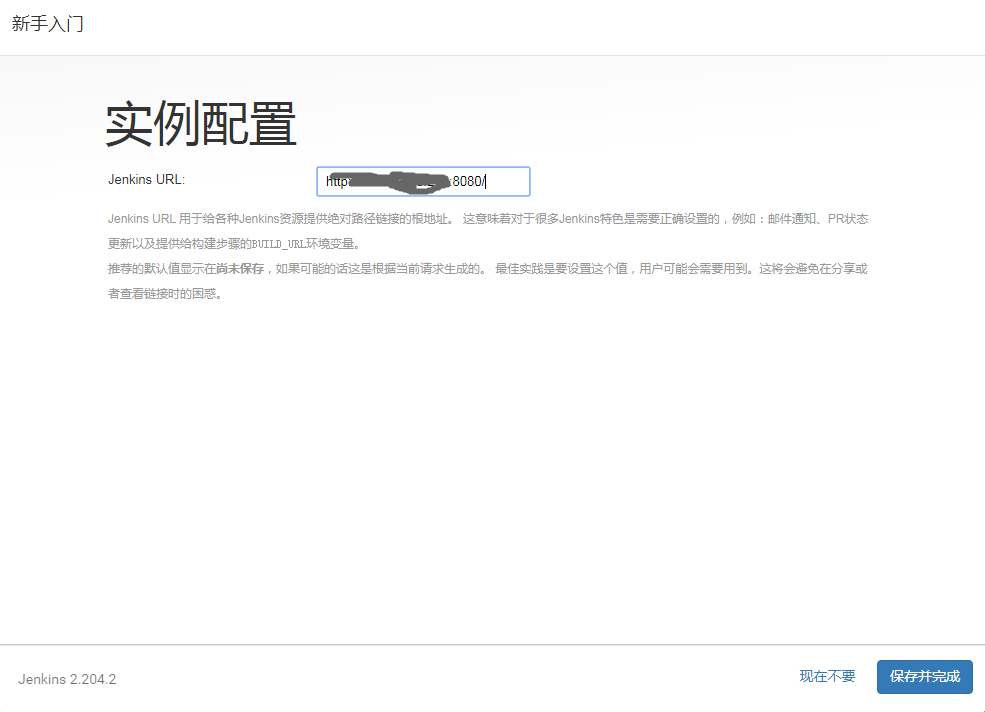 新手入门
实例配置
Jenkins URL:
http :8080/
Jenkins URL 用于给各种Jenkins资源提供绝对路径链接的根地址。 这意味着对于很多Jenkins特色是需要正确设置的，例如：邮件通知、PR状态
更新以及提供给构建步骤的BUILD_URL环境变量。
推荐的默认值显示在尚未保存，如果可能的话这是根据当前请求生成的。 最佳实践是要设置这个值，用户可能会需要用到。这将会避免在分享或
者查看链接时的困惑。
Jenkins 2.204.2
现在不要
保存并完成